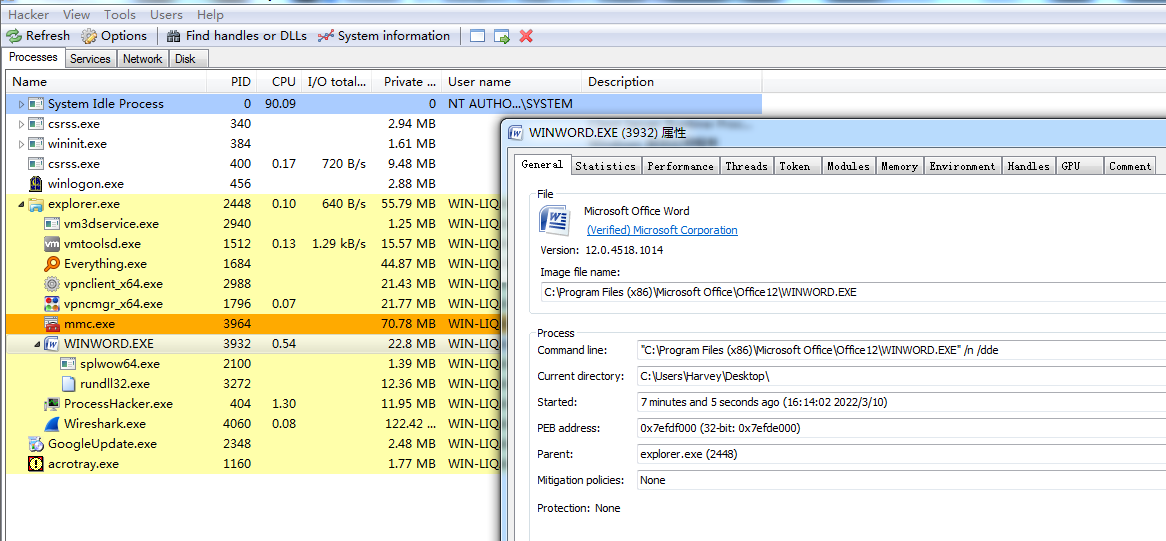 Hacker View Tools Users Help
Refresh Options Find handles or DLLs System information
Processes Services Network Disk
Name PID CPU I/O total... Private ... User name Description
System Idle Process 0 90.09 0 NT AUTHO...\SYSTEM
csrss.exe 340 2.94 MB
wininit.exe 384 1.61 MB
csrss.exe 400 0.17 720 B/s 9.48 MB
winlogon.exe 456 2.88 MB
explorer.exe 2448 0.10 640 B/s 55.79 MB WIN-LIQ
vm3dservice.exe 2940 1.25 MB WIN-LIQ
vmtoolsd.exe 1512 0.13 1.29 kB/s 15.57 MB WIN-LIQ
Everything.exe 1684 44.87 MB WIN-LIQ
vpnclient_x64.exe 2988 21.43 MB WIN-LIQ
vpncmgr_x64.exe 1796 0.07 21.77 MB WIN-LIQ
mmc.exe 3964 70.78 MB WIN-LIQ
WINWORD.EXE 3932 0.54 22.8 MB WIN-LIQ
splwow64.exe 2100 1.39 MB WIN-LIQ
rundll32.exe 3272 12.36 MB WIN-LIQ
ProcessHacker.exe 404 1.30 11.95 MB WIN-LIQ
Wireshark.exe 4060 0.08 122.42 ... WIN-LIQ
GoogleUpdate.exe 2348 2.48 MB WIN-LIQ
acrotray.exe 1160 1.77 MB WIN-LIQ
WINWORD.EXE (3932) 属性
General Statistics Performance Threads Token Modules Memory Environment Handles GPU Comment
File
Microsoft Office Word
(Verified) Microsoft Corporation
Version: 12.0.4518.1014
Image file name:
C:\Program Files (x86)\Microsoft Office\Office12\WINWORD.EXE
Process
Command line: "C:\Program Files (x86)\Microsoft Office\Office12\WINWORD.EXE" /n /dde
Current directory: C:\Users\Harvey\Desktop\
Started: 7 minutes and 5 seconds ago (16:14:02 2022/3/10)
PEB address: 0x7efdf000 (32-bit: 0x7efde000)
Parent: explorer.exe (2448)
Mitigation policies: None
Protection: None